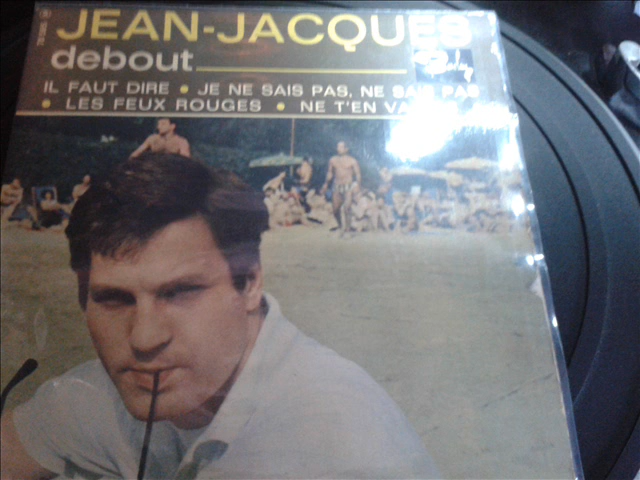 JEAN-JACQUES
debout
IL FAUT DIRE • JE NE SAIS PAS, NE SAIS PAS
• LES FEUX ROUGES • NE T'EN VA